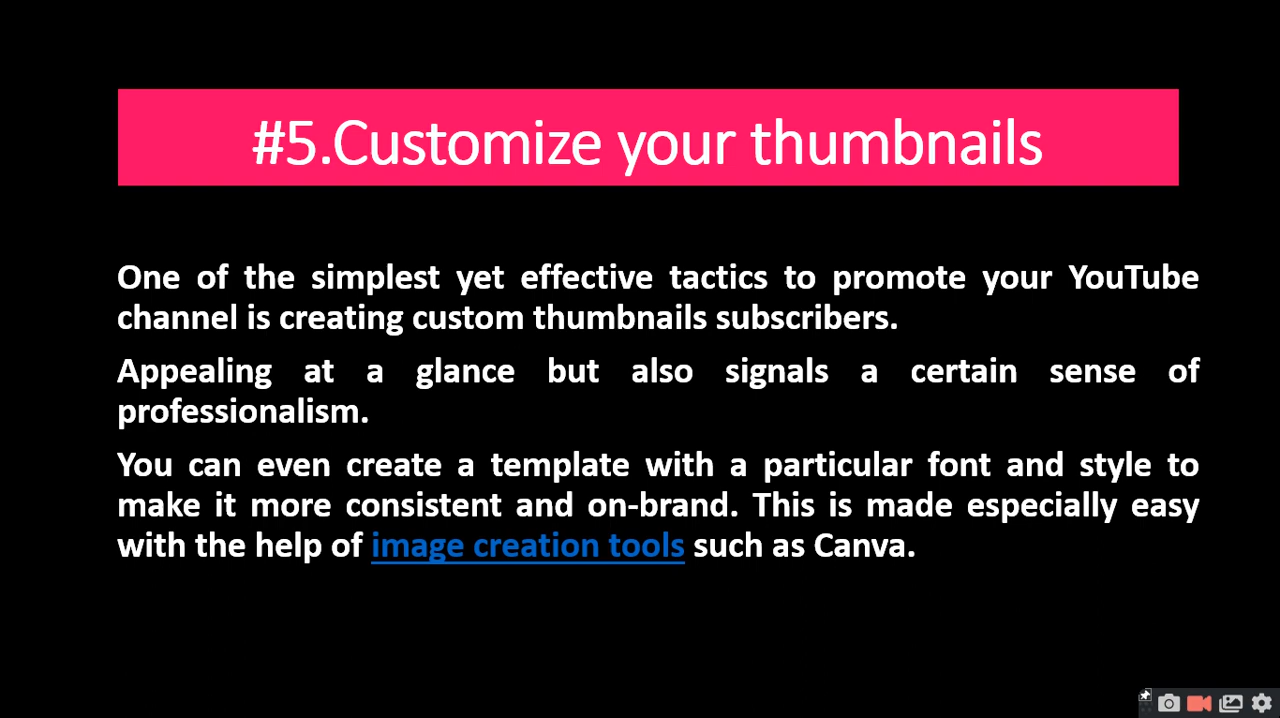 #5.Customize your thumbnails
One of the simplest yet effective tactics to promote your YouTube
channel is creating custom thumbnails subscribers.
Appealing at a glance but also signals a certain sense of
professionalism.
You can even create a template with a particular font and style to
make it more consistent and on-brand. This is made especially easy
with the help of image creation tools such as Canva.